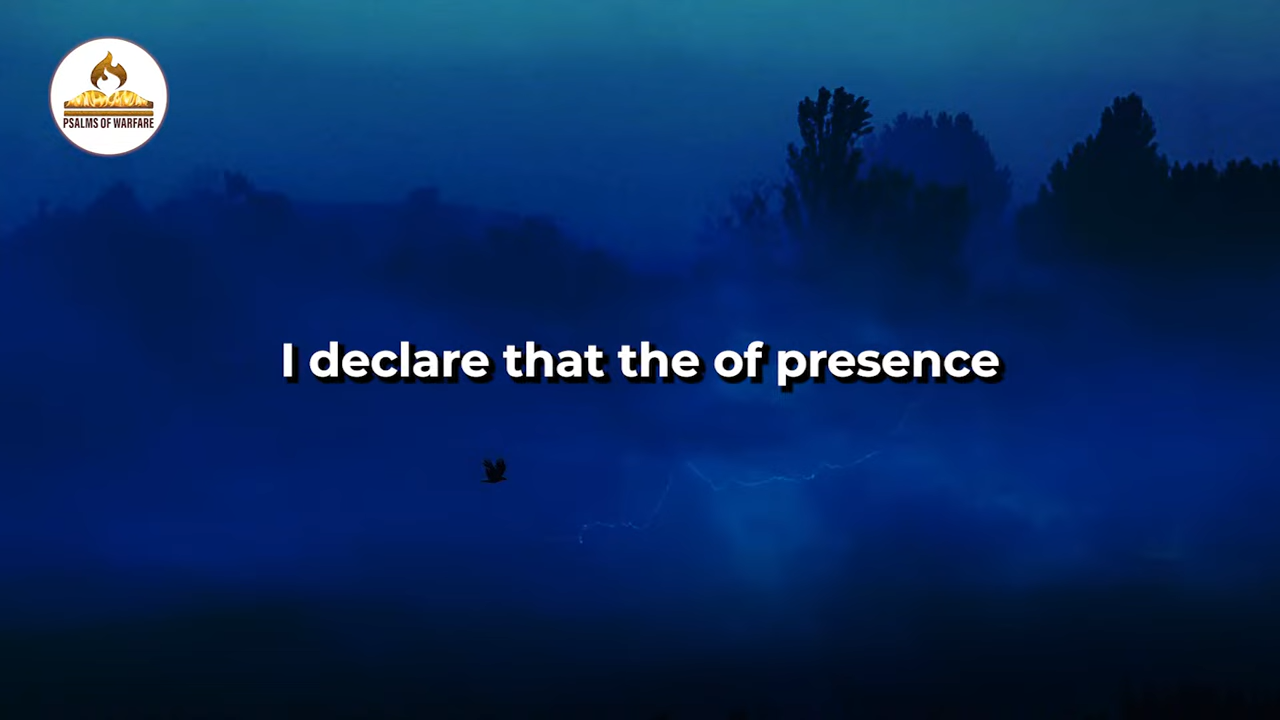 PSALMS OF WARFARE
I declare that the of presence